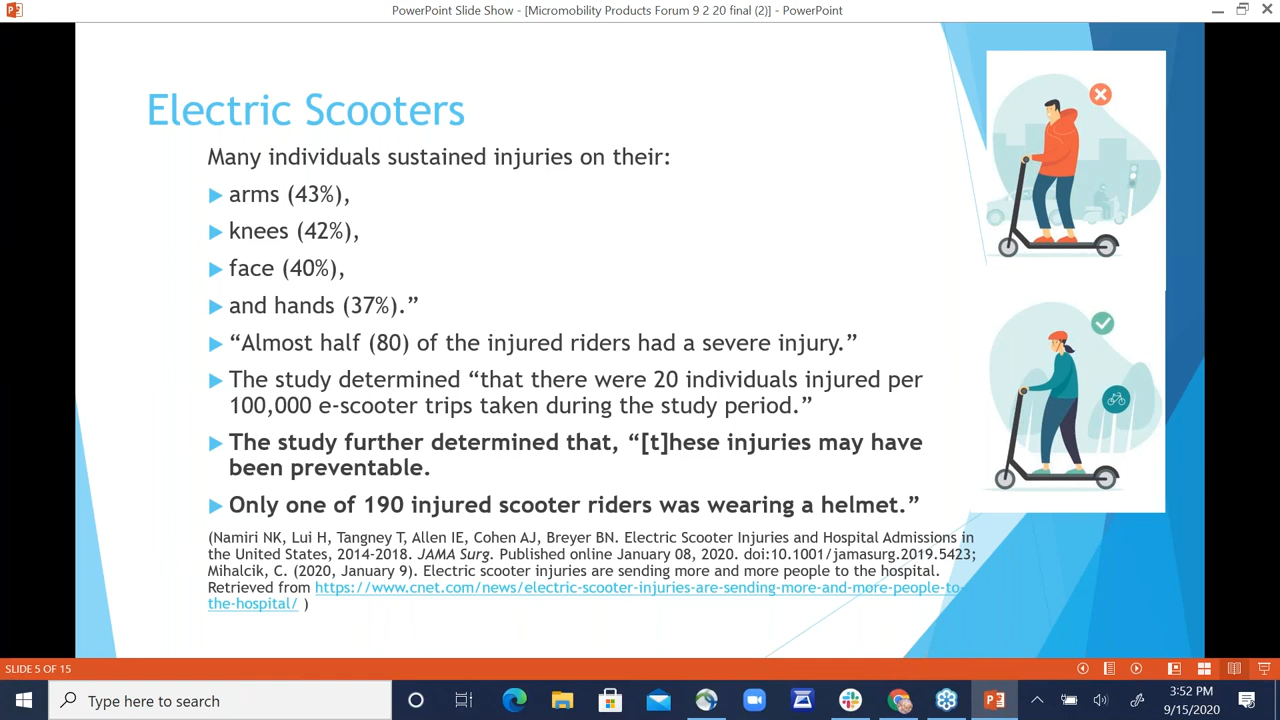 PowerPoint Slide Show - [Micromobility Products Forum 9 2 20 final (2)] - PowerPoint
Electric Scooters
Many individuals sustained injuries on their:
arms (43%),
knees (42%),
face (40%),
and hands (37%).”
“Almost half (80) of the injured riders had a severe injury.”
The study determined “that there were 20 individuals injured per
100,000 e-scooter trips taken during the study period.”
The study further determined that, “[t]hese injuries may have
been preventable.
Only one of 190 injured scooter riders was wearing a helmet.”
(Namiri NK, Lui H, Tangney T, Allen IE, Cohen AJ, Breyer BN. Electric Scooter Injuries and Hospital Admissions in
the United States, 2014-2018. JAMA Surg. Published online January 08, 2020. doi:10.1001/jamasurg.2019.5423;
Mihalcik, C. (2020, January 9). Electric scooter injuries are sending more and more people to the hospital.
Retrieved from https://www.cnet.com/news/electric-scooter-injuries-are-sending-more-and-more-people-to-
the-hospital/ )
SLIDE 5 OF 15
Type here to search
3:52 PM
9/15/2020